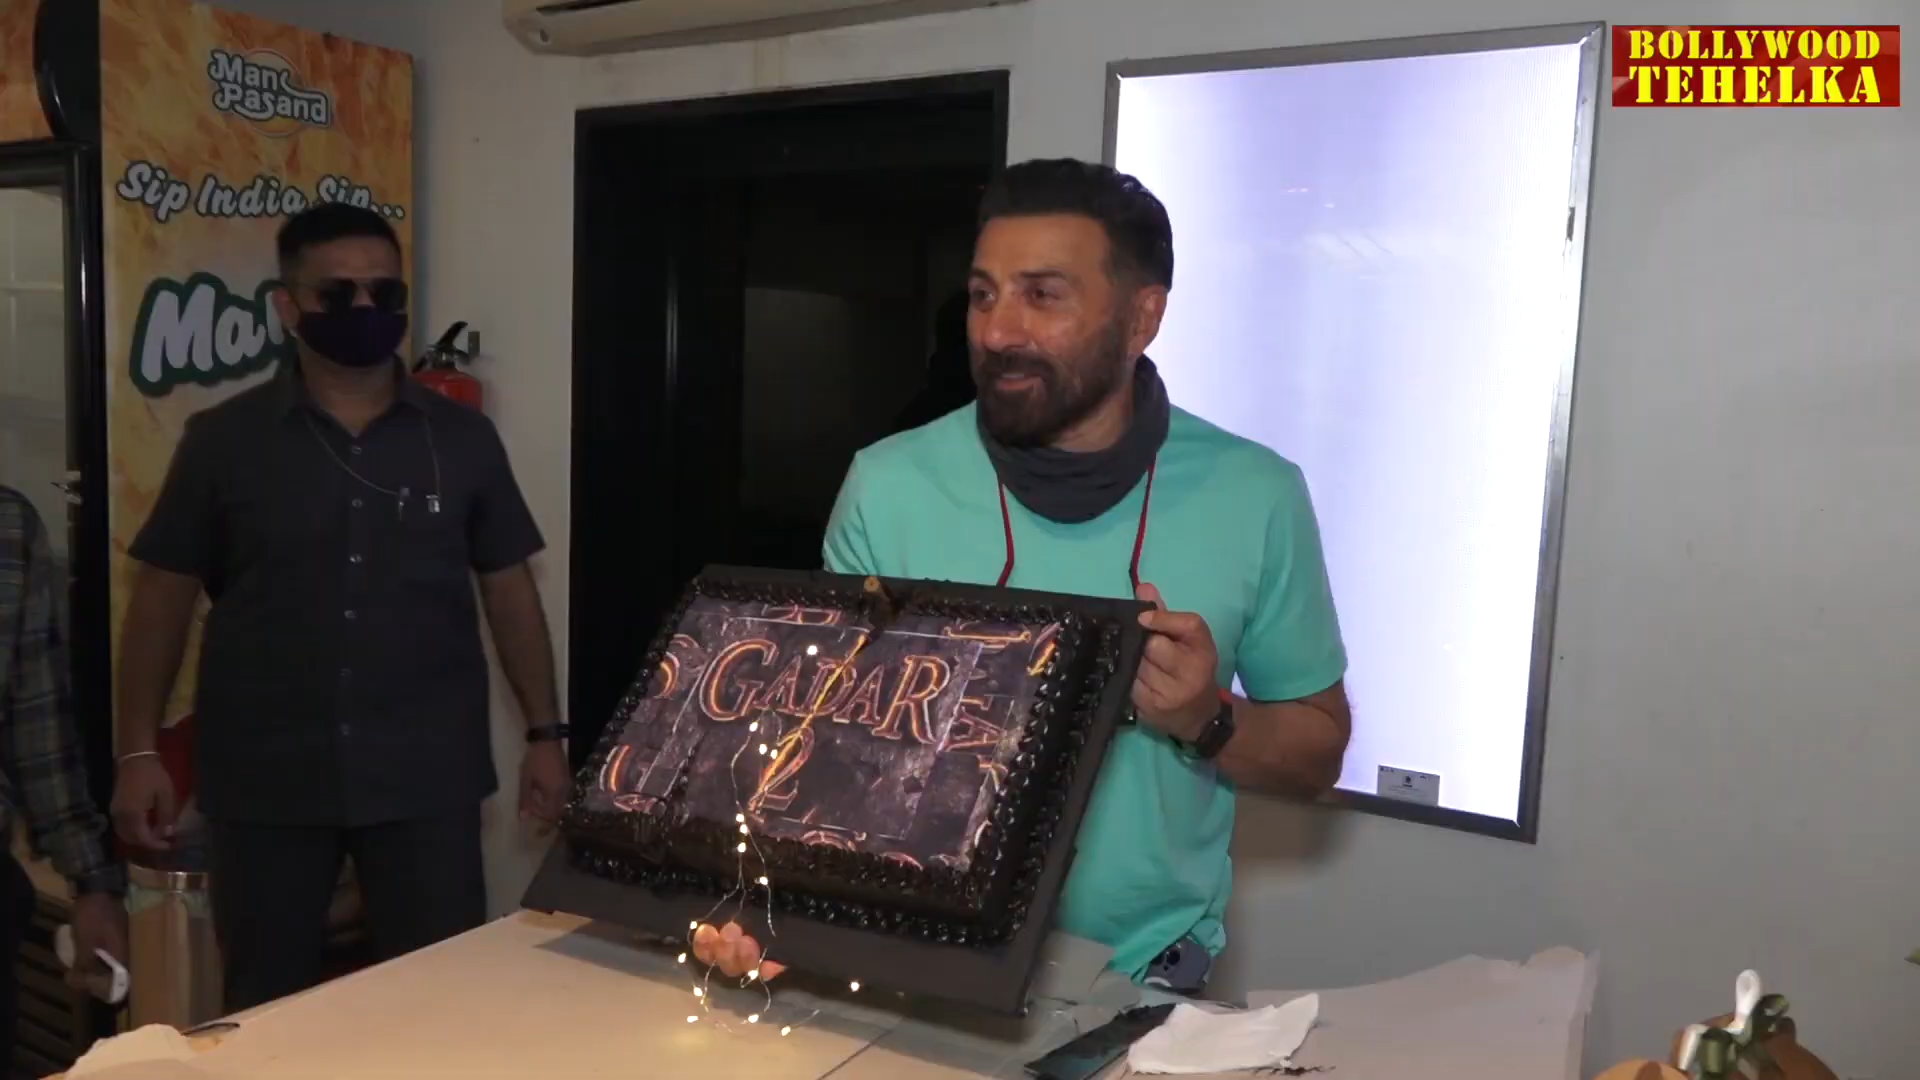 Man
Pasand
Sip India Sip...
BOLLYWOOD
TEHELKA
GADAR
2